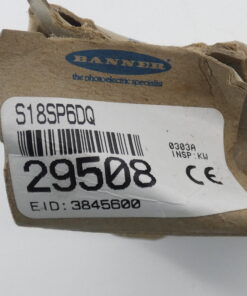 BANNER
the photoelectric specialist
S18SP6DQ
29508
0303A
INSP: KW
CE
EID: 3845600